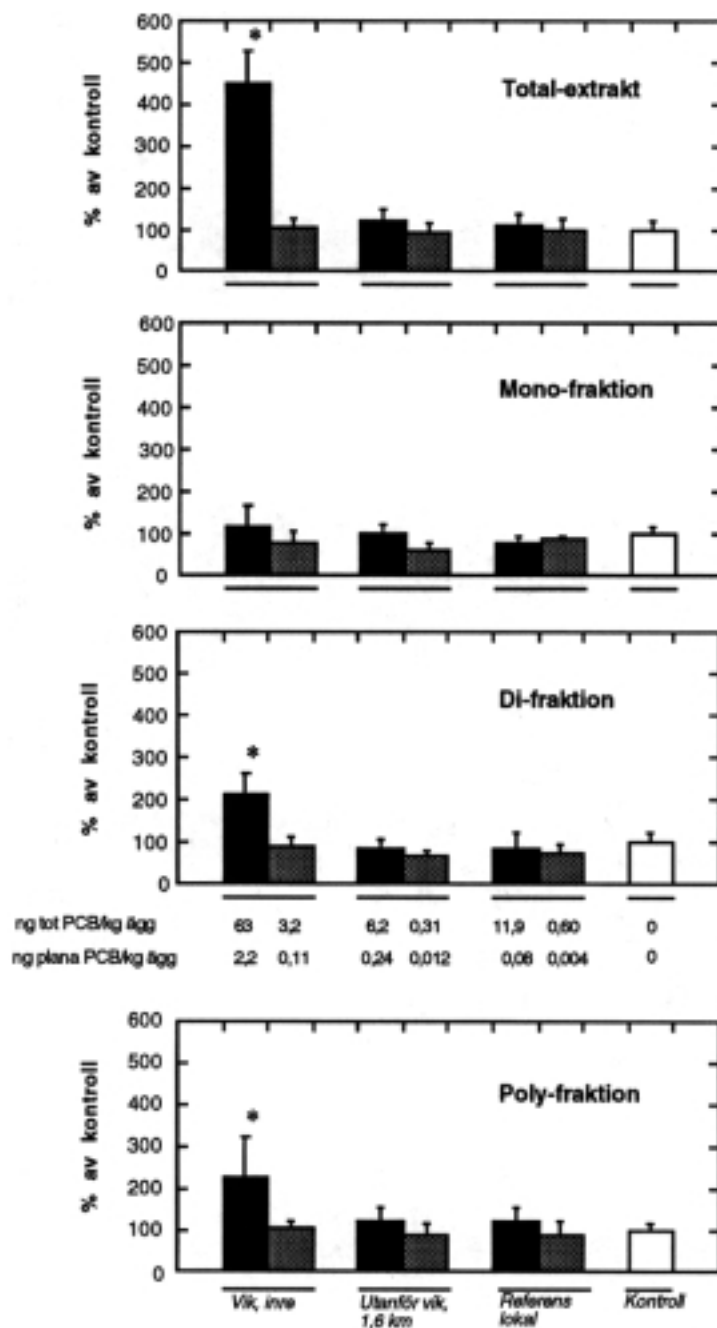 600
*
500
Total-extrakt
400
% av kontroll
300
200
100
0
600
500
Mono-fraktion
400
% av kontroll
300
200
100
0
600
500
Di-fraktion
400
% av kontroll
300
*
200
100
0
ng tot PCB/kg ägg 63 3,2 6,2 0,31 11,9 0,60 0
ng plana PCB/kg ägg 2,2 0,11 0,24 0,012 0,08 0,004 0
600
500
Poly-fraktion
400
% av kontroll
*
300
200
100
0
Vik, inre Utanför vik, Referens Kontroll
1,6 km lokal